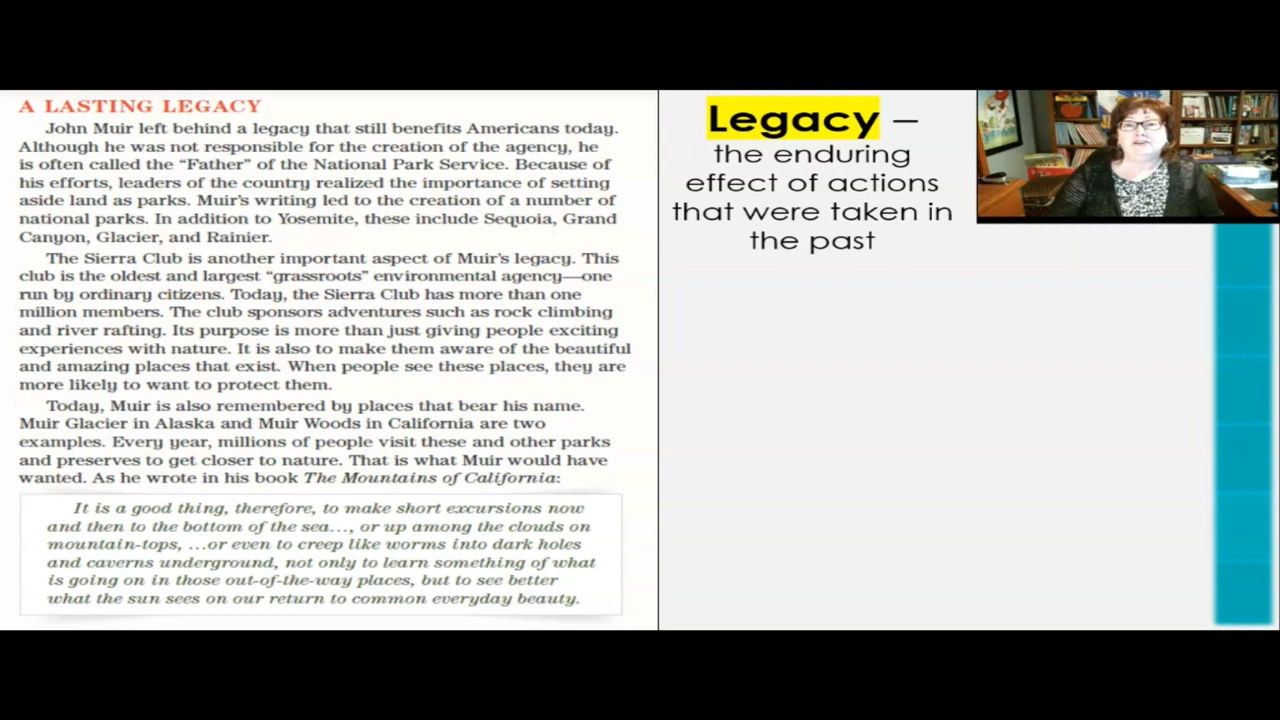 A LASTING LEGACY
John Muir left behind a legacy that still benefits Americans today.
Although he was not responsible for the creation of the agency, he
is often called the “Father” of the National Park Service. Because of
his efforts, leaders of the country realized the importance of setting
aside land as parks. Muir’s writing led to the creation of a number of
national parks. In addition to Yosemite, these include Sequoia, Grand
Canyon, Glacier, and Rainier.
The Sierra Club is another important aspect of Muir’s legacy. This
club is the oldest and largest “grassroots” environmental agency—one
run by ordinary citizens. Today, the Sierra Club has more than one
million members. The club sponsors adventures such as rock climbing
and river rafting. Its purpose is more than just giving people exciting
experiences with nature. It is also to make them aware of the beautiful
and amazing places that exist. When people see these places, they are
more likely to want to protect them.
Today, Muir is also remembered by places that bear his name.
Muir Glacier in Alaska and Muir Woods in California are two
examples. Every year, millions of people visit these and other parks
and preserves to get closer to nature. That is what Muir would have
wanted. As he wrote in his book The Mountains of California:
It is a good thing, therefore, to make short excursions now
and then to the bottom of the sea…, or up among the clouds on
mountain-tops, …or even to creep like worms into dark holes
and caverns underground, not only to learn something of what
is going on in those out-of-the-way places, but to see better
what the sun sees on our return to common everyday beauty.
Legacy –
the enduring
effect of actions
that were taken in
the past